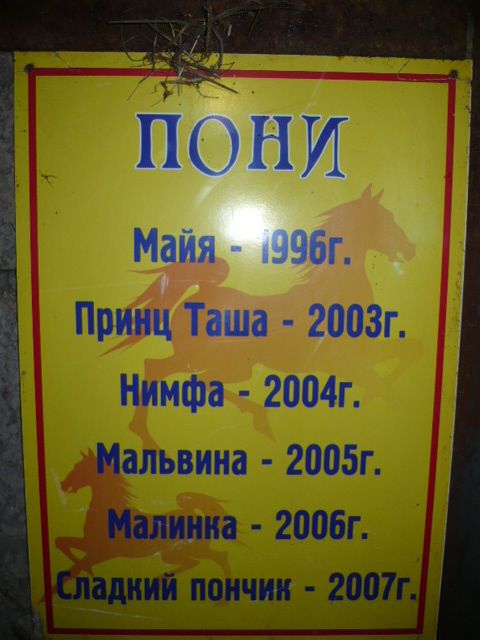 ПОНИ
Майя - 1996г.
Принц Таша - 2003г.
Нимфа - 2004г.
Мальвина - 2005г.
Малинка - 2006г.
Сладкий пончик - 2007г.